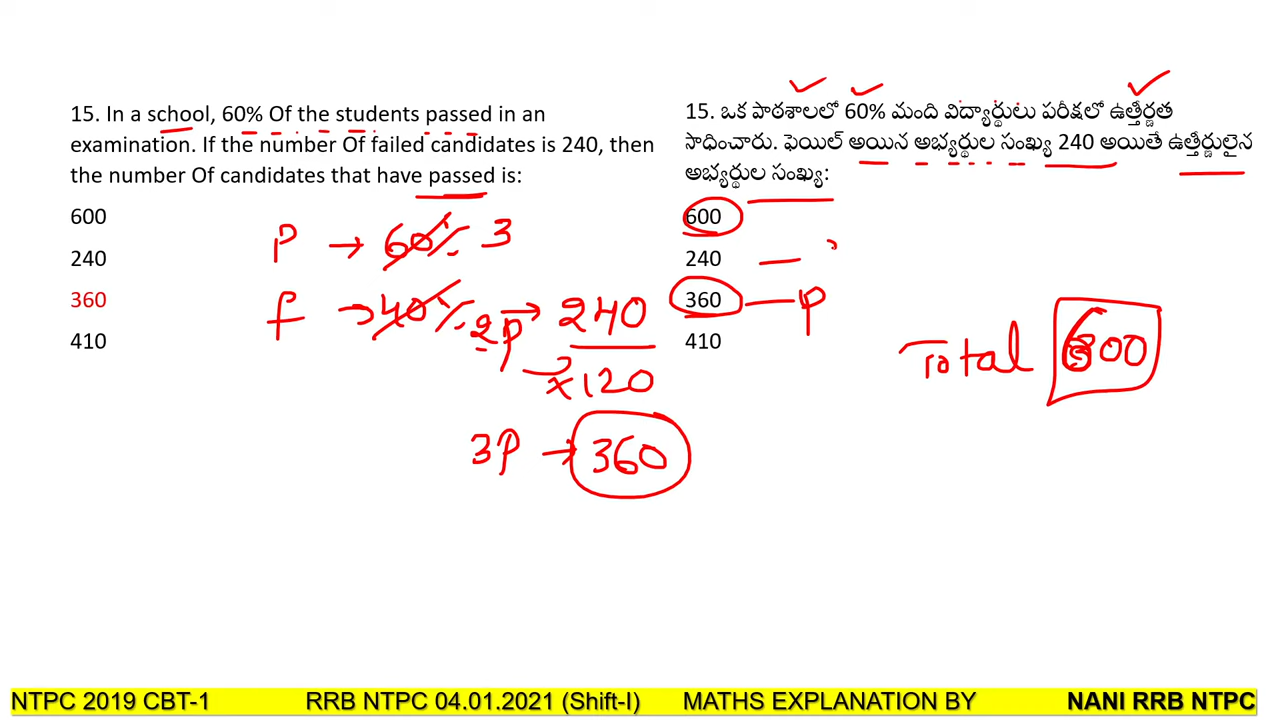 15. In a school, 60% Of the students passed in an
examination. If the number Of failed candidates is 240, then
the number Of candidates that have passed is:
600
240
360
410
P → 60% 3
f → 40% 2P → 240
×120
3P → 360
15. ఒక పాఠశాలలో 60% మంది విద్యార్థులు పరీక్షలో ఉత్తీర్ణత
సాధించారు. ఫెయిల్ అయిన అభ్యర్థుల సంఖ్య 240 అయితే ఉత్తీర్ణులైన
అభ్యర్థుల సంఖ్య:
600
240
360 — P
410
Total 600
NTPC 2019 CBT-1 RRB NTPC 04.01.2021 (Shift-I) MATHS EXPLANATION BY NANI RRB NTPC